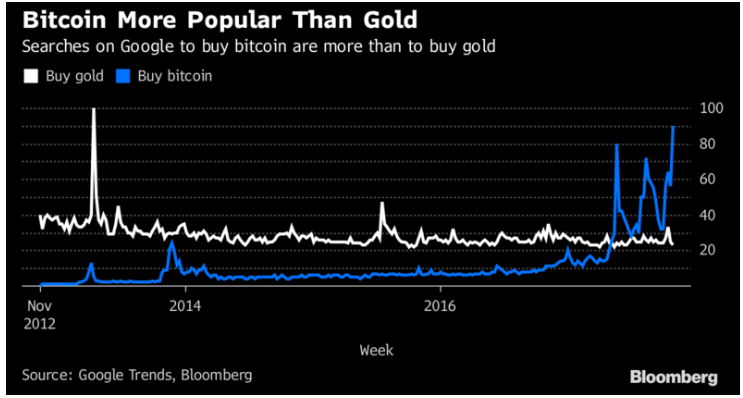 Bitcoin More Popular Than Gold
Searches on Google to buy bitcoin are more than to buy gold
Buy gold Buy bitcoin
100
80
60
40
20
Nov 2014 2016
2012
Week
Source: Google Trends, Bloomberg Bloomberg